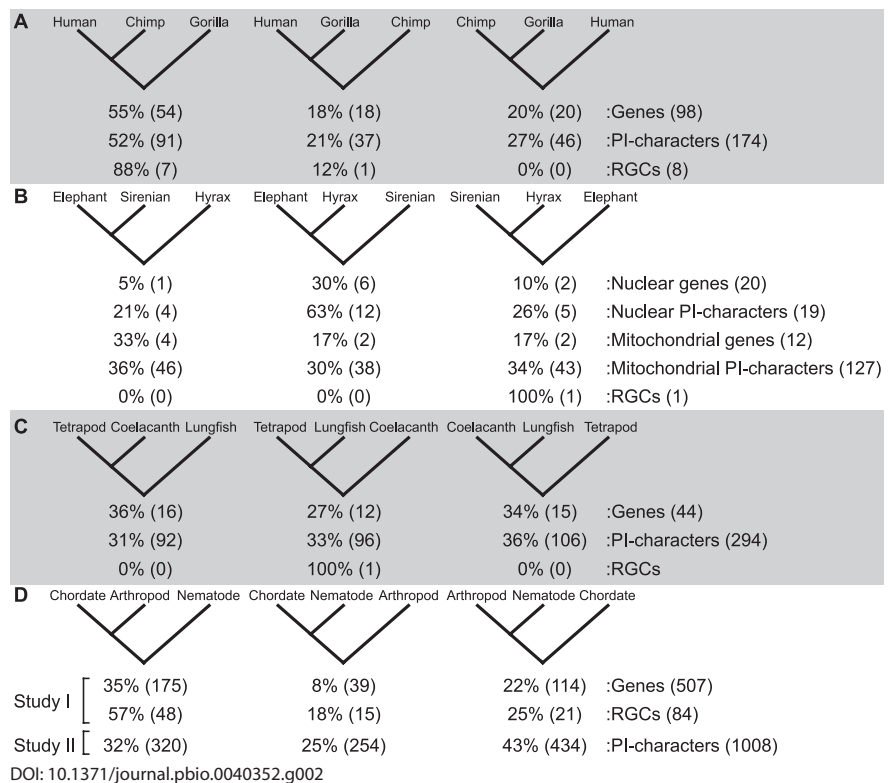 A Human Chimp Gorilla Human Gorilla Chimp Chimp Gorilla Human
55% (54) 18% (18) 20% (20) :Genes (98)
52% (91) 21% (37) 27% (46) :PI-characters (174)
88% (7) 12% (1) 0% (0) :RGCs (8)
B Elephant Sirenian Hyrax Elephant Hyrax Sirenian Sirenian Hyrax Elephant
5% (1) 30% (6) 10% (2) :Nuclear genes (20)
21% (4) 63% (12) 26% (5) :Nuclear PI-characters (19)
33% (4) 17% (2) 17% (2) :Mitochondrial genes (12)
36% (46) 30% (38) 34% (43) :Mitochondrial PI-characters (127)
0% (0) 0% (0) 100% (1) :RGCs (1)
C Tetrapod Coelacanth Lungfish Tetrapod Lungfish Coelacanth Coelacanth Lungfish Tetrapod
36% (16) 27% (12) 34% (15) :Genes (44)
31% (92) 33% (96) 36% (106) :PI-characters (294)
0% (0) 100% (1) 0% (0) :RGCs
D Chordate Arthropod Nematode Chordate Nematode Arthropod Arthropod Nematode Chordate
Study I 35% (175) 8% (39) 22% (114) :Genes (507)
57% (48) 18% (15) 25% (21) :RGCs (84)
Study II 32% (320) 25% (254) 43% (434) :PI-characters (1008)
DOI: 10.1371/journal.pbio.0040352.g002